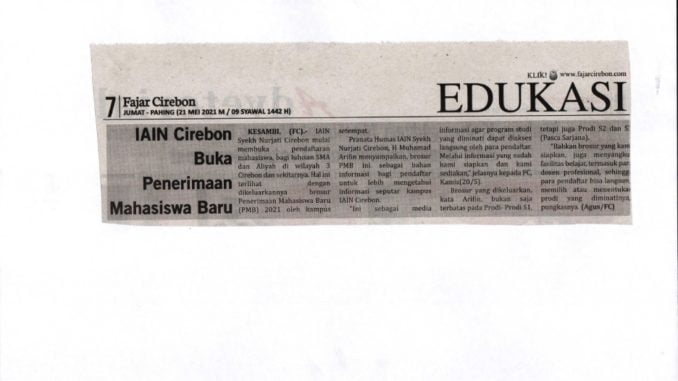 KLIK! www.fajarcirebon.com
7 Fajar Cirebon
JUMAT - PAHING (21 MEI 2021 M / 09 SYAWAL 1442 H)
EDUKASI
IAIN Cirebon
Buka
Penerimaan
Mahasiswa Baru
KESAMBI, (FC).- IAIN
Syekh Nurjati Cirebon mulai
membuka pendaftaran
mahasiswa, bagi lulusan SMA
dan Aliyah di wilayah 3
Cirebon dan sekitarnya. Hal ini
terlihat dengan
dikeluarkannya brosur
Penerimaan Mahasiswa Baru
(PMB) 2021 oleh kampus
setempat.
Pranata Humas IAIN Syekh
Nurjati Cirebon, H Muhamad
Arifin menyampaikan, brosur
PMB ini sebagai bahan
informasi bagi pendaftar
untuk lebih mengetahui
informasi seputar kampus
IAIN Cirebon.
"Ini sebagai media
informasi agar program studi
yang diminati dapat diakses
langsung oleh para pendaftar.
Melalui informasi yang sudah
kami siapkan dan kami
sediakan," jelasnya kepada FC,
Kamis(20/5).
Brosur yang dikeluarkan,
kata Arifin, bukan saja
terbatas pada Prodi- Prodi S1,
tetapi juga Prodi S2 dan S
(Pasca Sarjana).
"Bahkan brosur yang kam
siapkan, juga menyangku
fasilitas belajar, termasuk par
dosen profesional, sehingg
para pendaftar bisa langsun
memilih atau menentuka
prodi yang diminatinya,
pungkasnya. (Agus/FC)